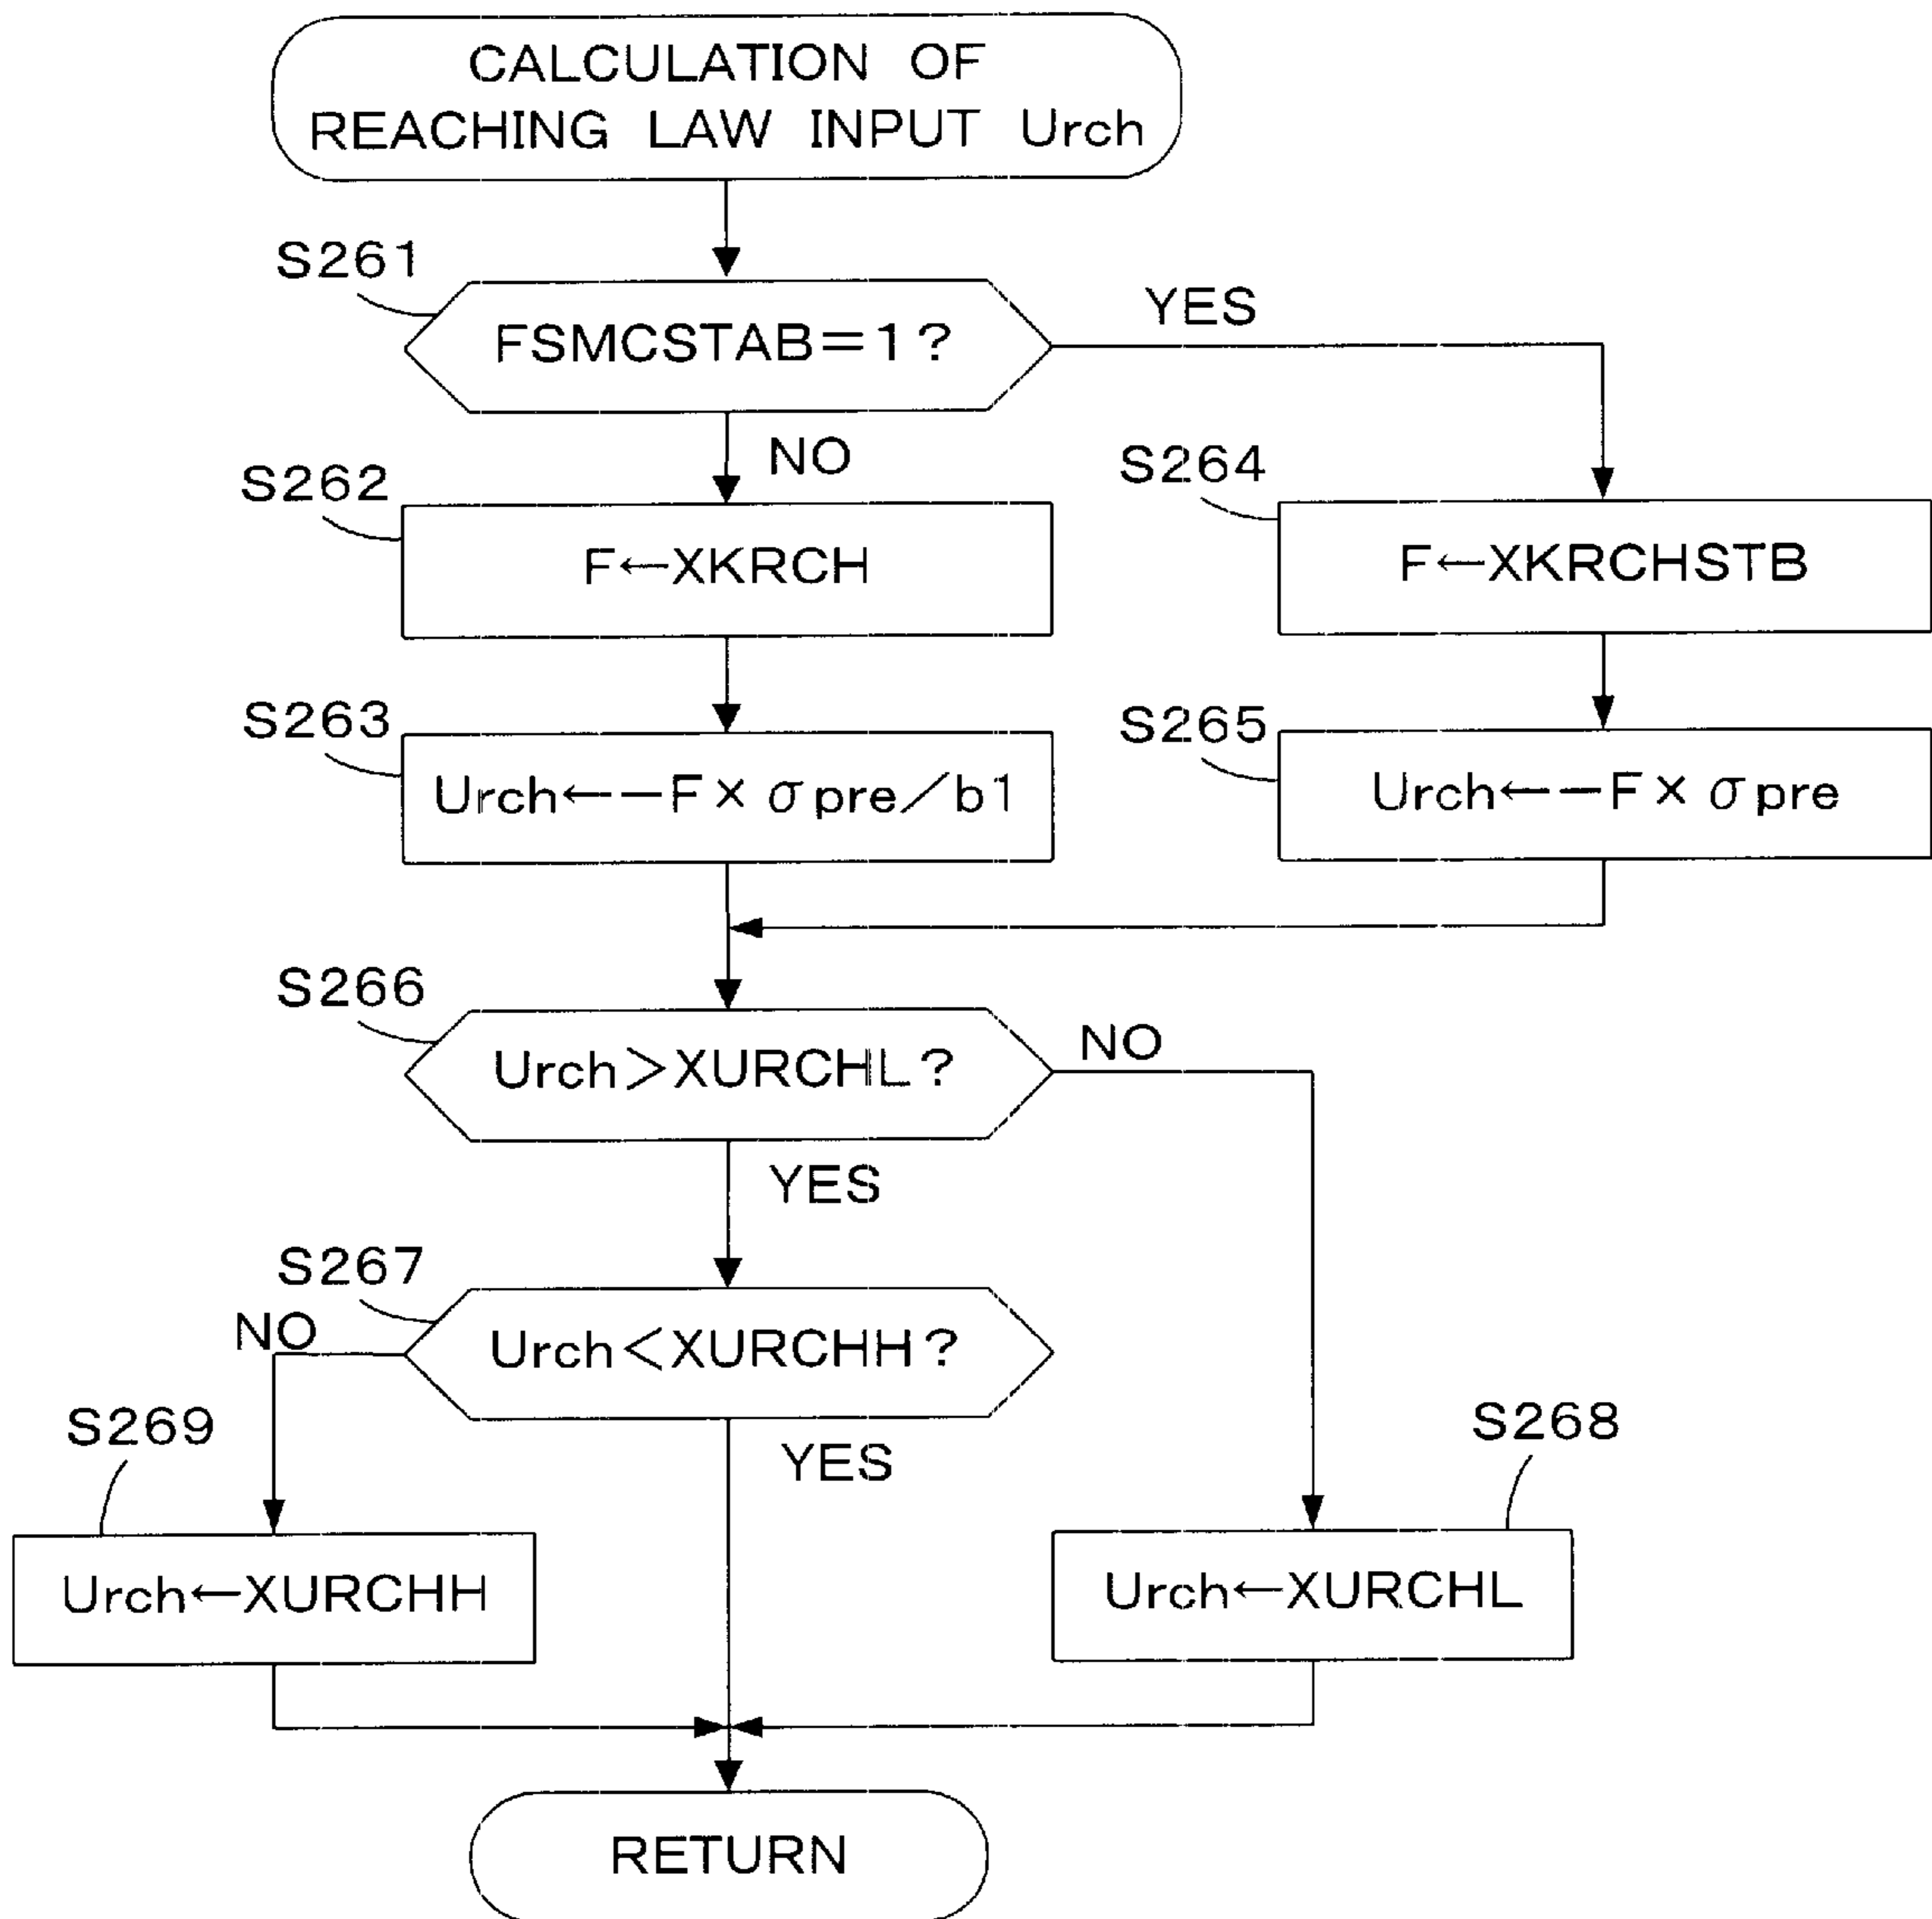 CALCULATION OF
REACHING LAW INPUT Urch
S261
FSMCSTAB=1?
YES
NO
S262
F←XKRCH
S264
F←XKRCHSTB
S263
Urch←−F×σpre/b1
S265
Urch←−F×σpre
S266
Urch>XURCHL?
NO
YES
S267
Urch<XURCHH?
NO
YES
S269
Urch←XURCHH
S268
Urch←XURCHL
RETURN